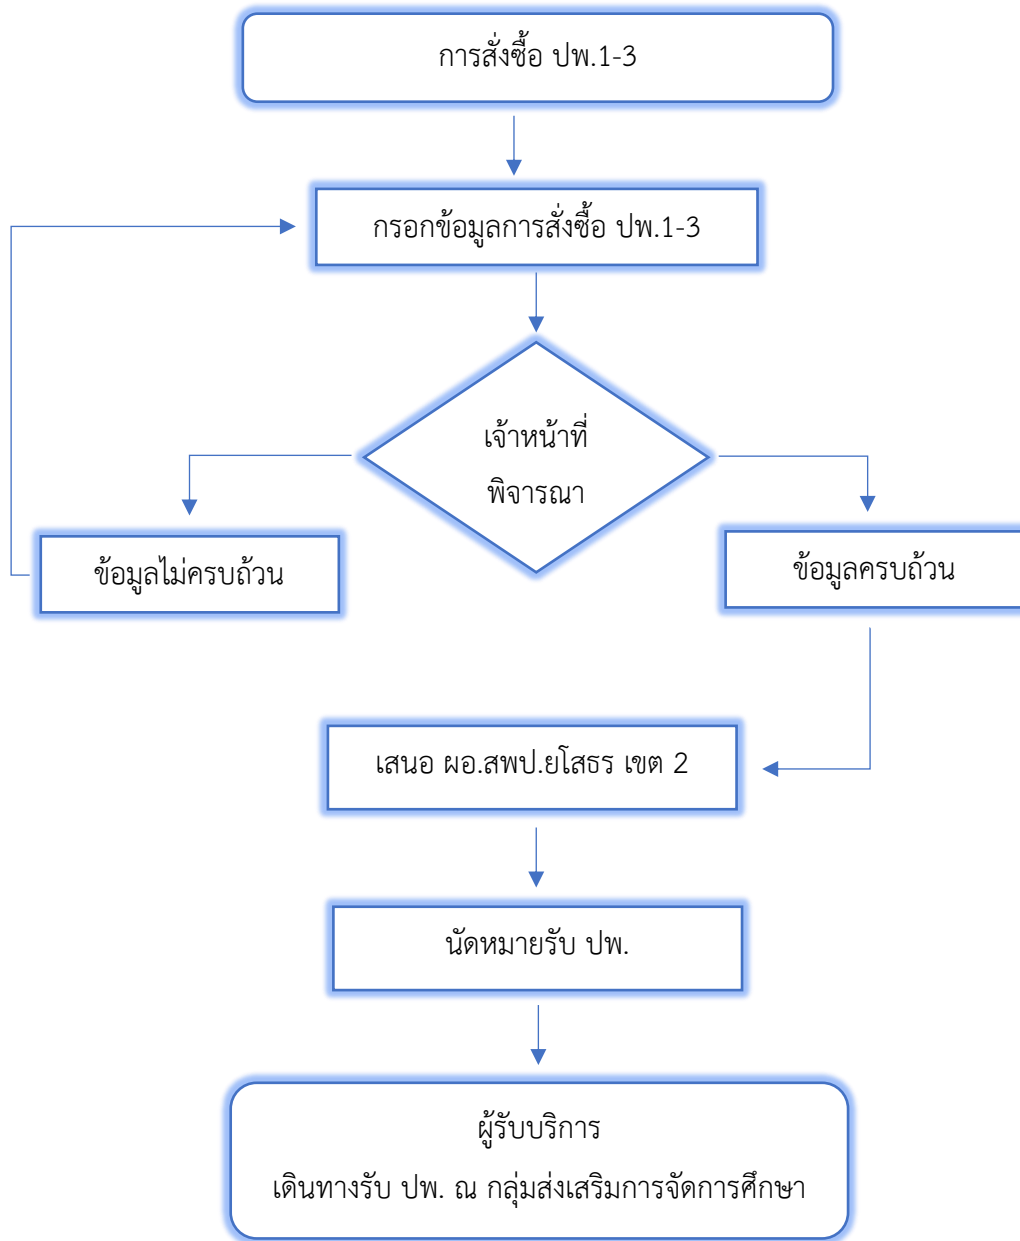 การสั่งซื้อ ปพ.1-3
กรอกข้อมูลการสั่งซื้อ ปพ.1-3
เจ้าหน้าที่
พิจารณา
ข้อมูลไม่ครบถ้วน
ข้อมูลครบถ้วน
เสนอ ผอ.สพป.ยโสธร เขต 2
นัดหมายรับ ปพ.
ผู้รับบริการ
เดินทางรับ ปพ. ณ กลุ่มส่งเสริมการจัดการศึกษา